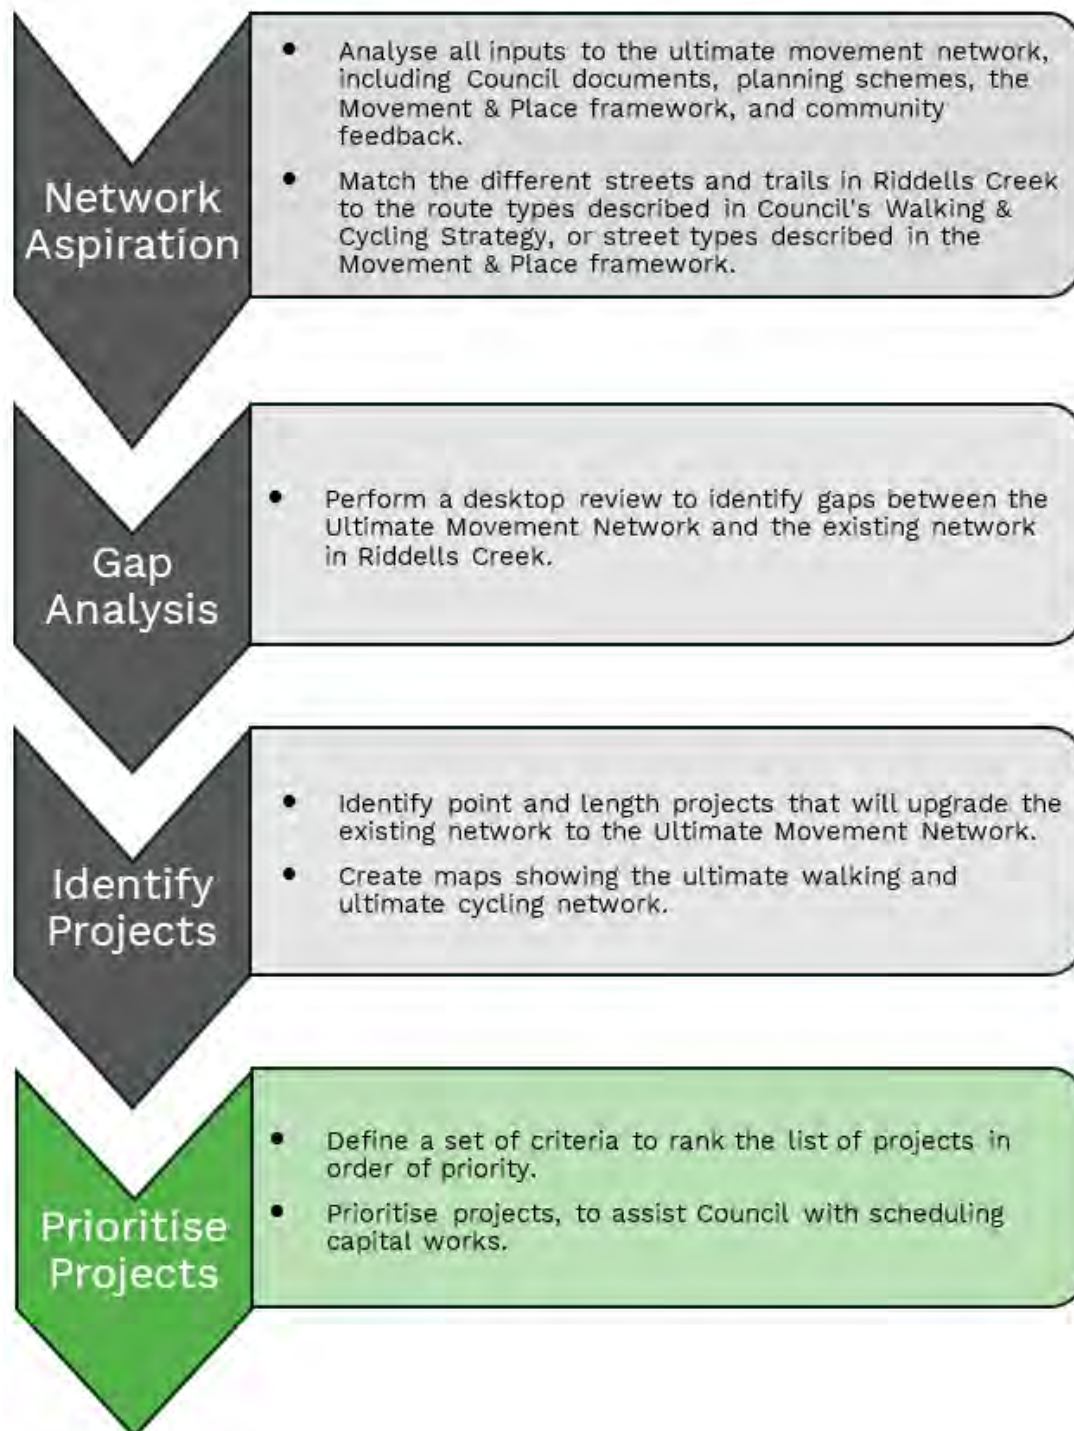 Network
Aspiration
• Analyse all inputs to the ultimate movement network,
including Council documents, planning schemes, the
Movement & Place framework, and community
feedback.
• Match the different streets and trails in Riddells Creek
to the route types described in Council's Walking &
Cycling Strategy, or street types described in the
Movement & Place framework.
Gap
Analysis
• Perform a desktop review to identify gaps between the
Ultimate Movement Network and the existing network
in Riddells Creek.
Identify
Projects
• Identify point and length projects that will upgrade the
existing network to the Ultimate Movement Network.
• Create maps showing the ultimate walking and
ultimate cycling network.
Prioritise
Projects
• Define a set of criteria to rank the list of projects in
order of priority.
• Prioritise projects, to assist Council with scheduling
capital works.